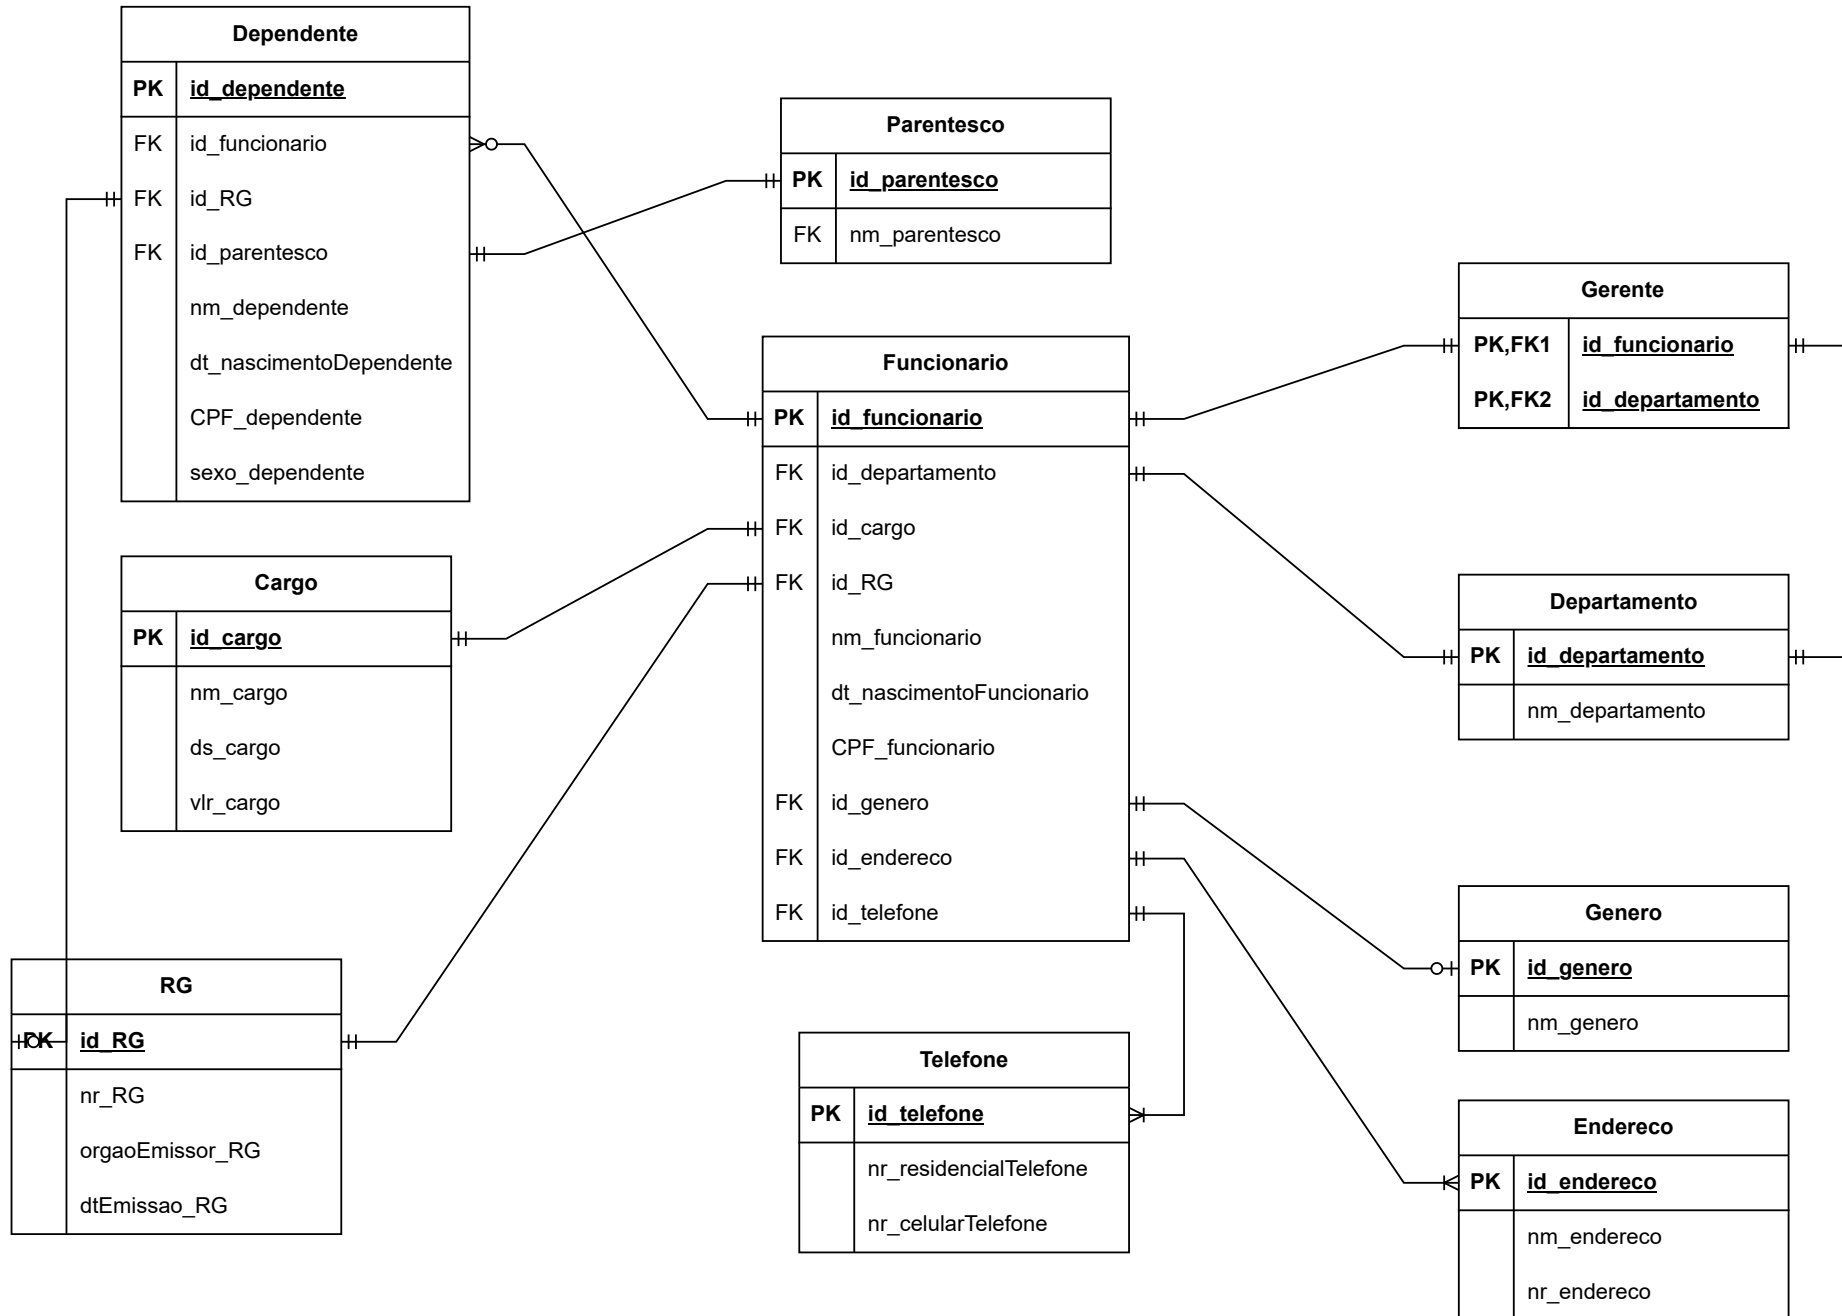 Dependente
PK id_dependente
FK id_funcionario
FK id_RG
FK id_parentesco
nm_dependente
dt_nascimentoDependente
CPF_dependente
sexo_dependente
Parentesco
PK id_parentesco
FK nm_parentesco
Gerente
PK,FK1 id_funcionario
PK,FK2 id_departamento
Funcionario
PK id_funcionario
FK id_departamento
FK id_cargo
FK id_RG
nm_funcionario
dt_nascimentoFuncionario
CPF_funcionario
FK id_genero
FK id_endereco
FK id_telefone
Cargo
PK id_cargo
nm_cargo
ds_cargo
vlr_cargo
Departamento
PK id_departamento
nm_departamento
RG
PK id_RG
nr_RG
orgaoEmissor_RG
dtEmissao_RG
Genero
PK id_genero
nm_genero
Telefone
PK id_telefone
nr_residencialTelefone
nr_celularTelefone
Endereco
PK id_endereco
nm_endereco
nr_endereco